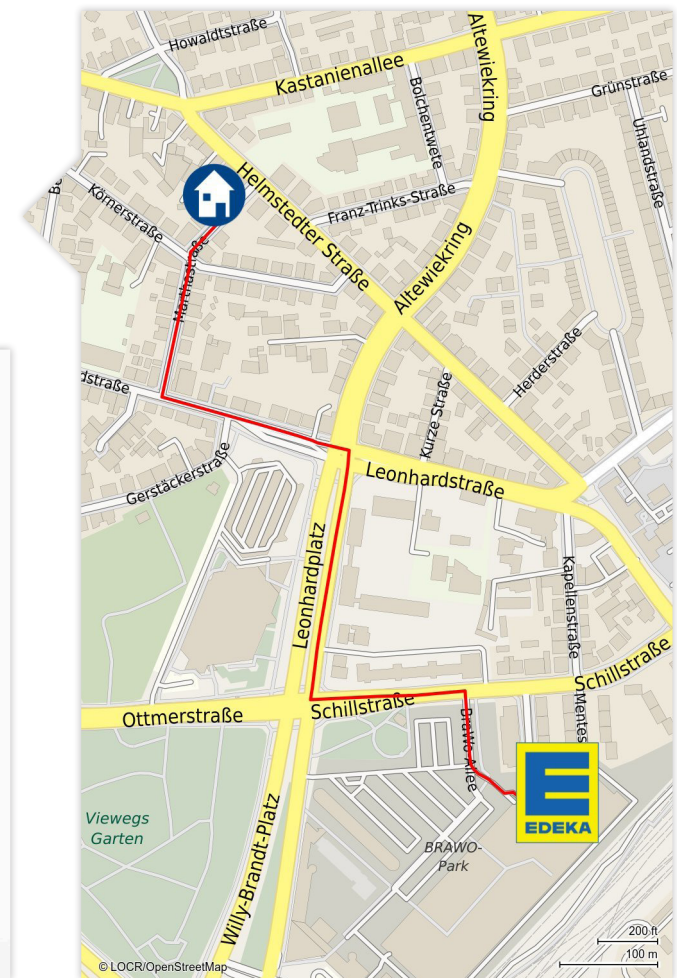 Howaldtstraße
Altewiekring
Kastanienallee
Bolchentwete
Grünstraße
Uhlandstraße
Körnerstraße
Helmstedter Straße
Franz-Trinks-Straße
Marthastraße
Altewiekring
Herderstraße
Kurze Straße
dstraße
Leonhardstraße
Gerstäckerstraße
Leonhardplatz
Kapellenstraße
Schillstraße
Ottmerstraße
Schillstraße
BraWo-Allee
Mentes
Viewegs
Garten
EDEKA
BRAWO-
Park
Willy-Brandt-Platz
200 ft
100 m
© LOCR/OpenStreetMap